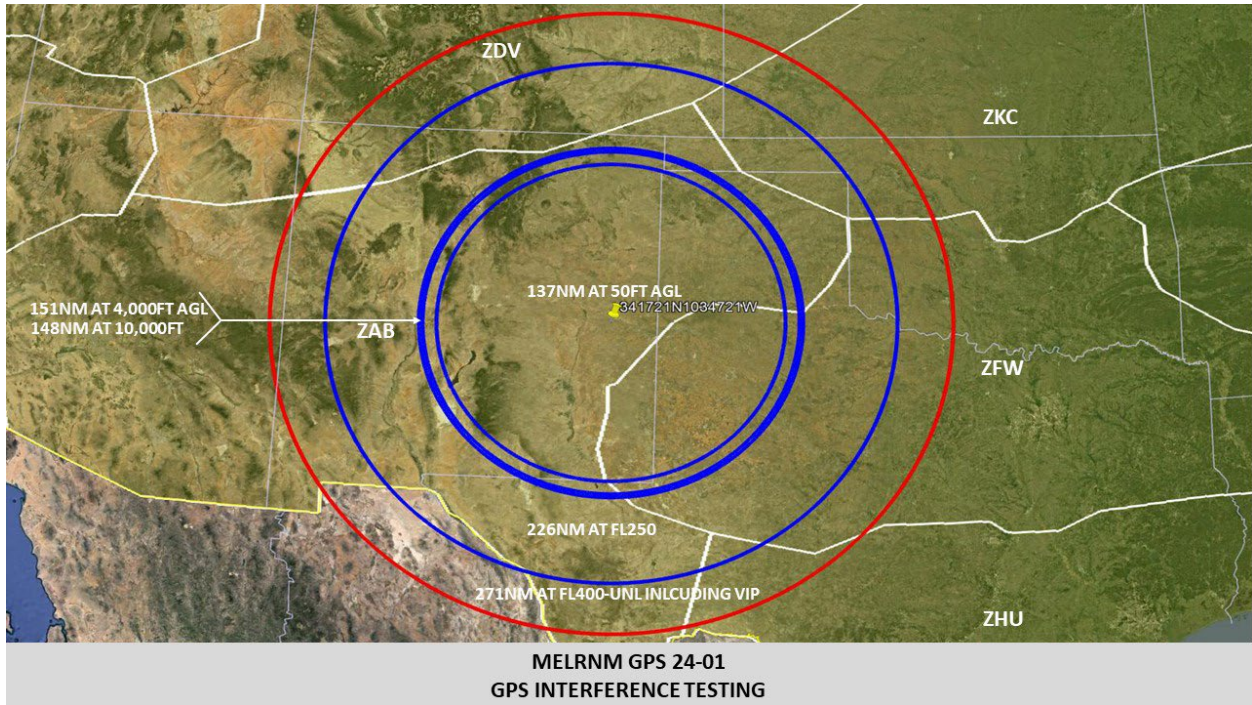 ZDV
ZKC
137NM AT 50FT AGL
341721N1034721W
151NM AT 4,000FT AGL
148NM AT 10,000FT
ZAB
ZFW
226NM AT FL250
271NM AT FL400-UNL INLCUDING VIP
ZHU
MELRNM GPS 24-01
GPS INTERFERENCE TESTING